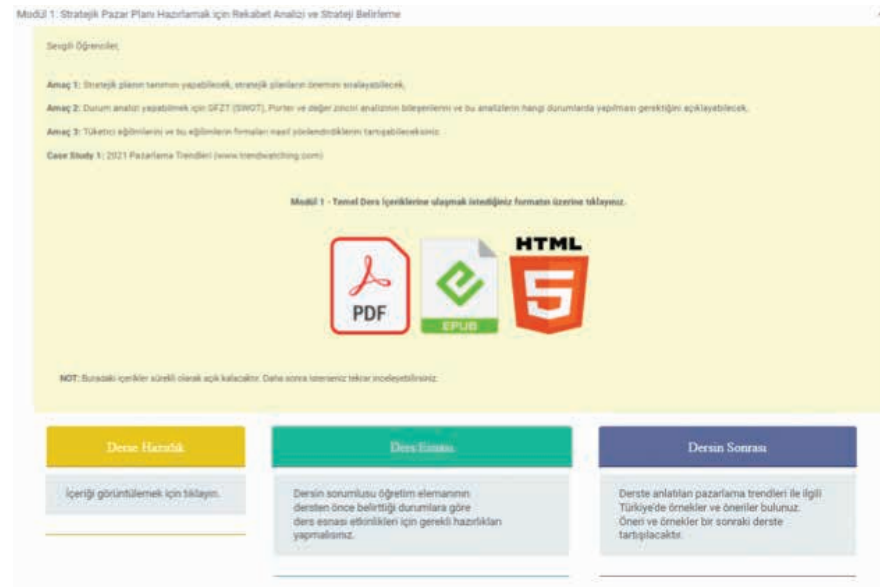 Modül 1: Stratejik Pazar Planı Hazırlamak için Rekabet Analizi ve Strateji Belirleme
Sevgili Öğrenciler,
Amaç 1: Stratejik planın tanımını yapabilecek, stratejik planların önemini analayabilecek,
Amaç 2: Durum analizi yapabilmek için GFZT (SWOT), Porter ve değer zinciri analizinin bileşenlerini ve bu analizlerin hangi durumlarda yapılması gerektiğini açıklayabilecek,
Amaç 3: Tüketici eğilimlerini ve bu eğilimlerin firmaları nasıl yönlendirdiklerini tartışabileceksiniz.
Case Study 1: 2021 Pazarlama Trendleri (www.trendwatching.com)
Modül 1 - Temel Ders İçeriklerine ulaşmak istediğiniz formatın üzerine tıklayınız.
PDF
EPUB
HTML
5
NOT: Buradaki içerikler sürekli olarak açık kalacaktır. Daha sonra isterseniz tekrar inceleyebilirsiniz.
Derse Hazırlık
Ders Esnası
Dersin Sonrası
İçeriği görüntülemek için tıklayın.
Dersin sorumlusu öğretim elemanının
dersten önce belirttiği durumlara göre
ders esnası etkinlikleri için gerekli hazırlıkları
yapmalısınız.
Derste anlatılan pazarlama trendleri ile ilgili
Türkiye'de örnekler ve öneriler bulunuz.
Öneri ve örnekler bir sonraki derste
tartışılacaktır.